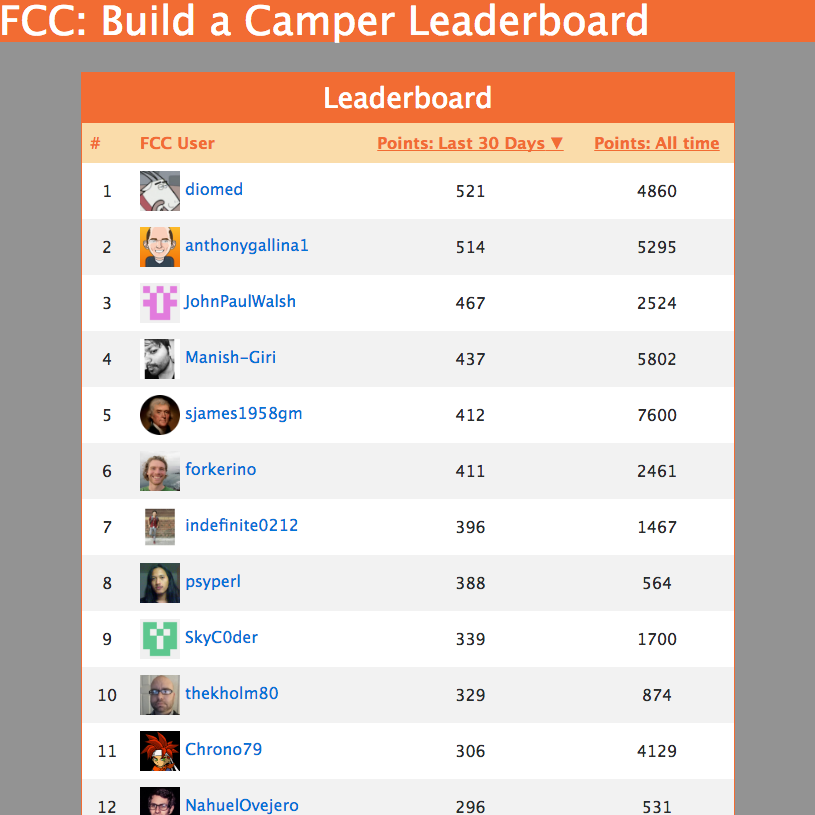 FCC: Build a Camper Leaderboard
Leaderboard
# FCC User Points: Last 30 Days ▼ Points: All time
1 diomed 521 4860
2 anthonygallina1 514 5295
3 JohnPaulWalsh 467 2524
4 Manish-Giri 437 5802
5 sjames1958gm 412 7600
6 forkerino 411 2461
7 indefinite0212 396 1467
8 psyperl 388 564
9 SkyC0der 339 1700
10 thekholm80 329 874
11 Chrono79 306 4129
12 NahuelOvejero 296 531